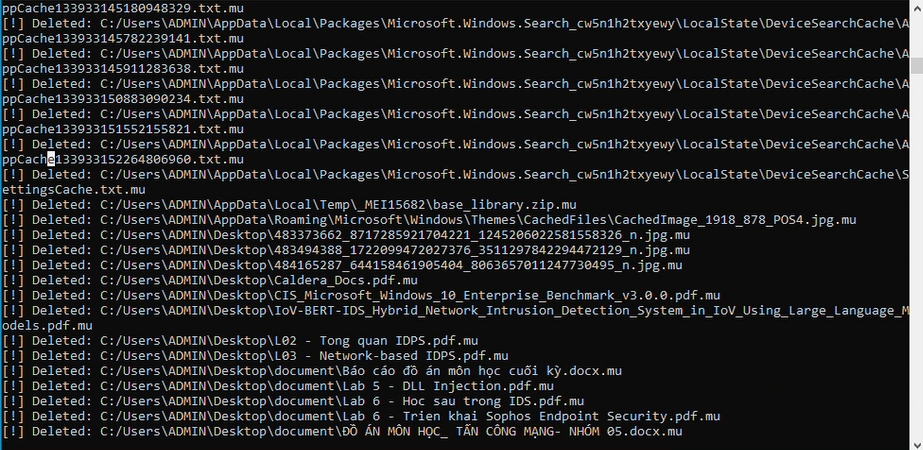 ppCache133933145180948329.txt.mu
[!] Deleted: C:/Users\ADMIN\AppData\Local\Packages\Microsoft.Windows.Search_cw5n1h2txyewy\LocalState\DeviceSearchCache\A
ppCache133933145782239141.txt.mu
[!] Deleted: C:/Users\ADMIN\AppData\Local\Packages\Microsoft.Windows.Search_cw5n1h2txyewy\LocalState\DeviceSearchCache\A
ppCache133933145911283638.txt.mu
[!] Deleted: C:/Users\ADMIN\AppData\Local\Packages\Microsoft.Windows.Search_cw5n1h2txyewy\LocalState\DeviceSearchCache\A
ppCache133933150883090234.txt.mu
[!] Deleted: C:/Users\ADMIN\AppData\Local\Packages\Microsoft.Windows.Search_cw5n1h2txyewy\LocalState\DeviceSearchCache\A
ppCache133933151552155821.txt.mu
[!] Deleted: C:/Users\ADMIN\AppData\Local\Packages\Microsoft.Windows.Search_cw5n1h2txyewy\LocalState\DeviceSearchCache\A
ppCache133933152264806960.txt.mu
[!] Deleted: C:/Users\ADMIN\AppData\Local\Packages\Microsoft.Windows.Search_cw5n1h2txyewy\LocalState\DeviceSearchCache\S
ettingsCache.txt.mu
[!] Deleted: C:/Users\ADMIN\AppData\Local\Temp\_MEI15682\base_library.zip.mu
[!] Deleted: C:/Users\ADMIN\AppData\Roaming\Microsoft\Windows\Themes\CachedFiles\CachedImage_1918_878_POS4.jpg.mu
[!] Deleted: C:/Users\ADMIN\Desktop\483373662_8717285921704221_1245206022581558326_n.jpg.mu
[!] Deleted: C:/Users\ADMIN\Desktop\483494388_1722099472027376_3511297842294472129_n.jpg.mu
[!] Deleted: C:/Users\ADMIN\Desktop\484165287_644158461905404_8063657011247730495_n.jpg.mu
[!] Deleted: C:/Users\ADMIN\Desktop\Caldera_Docs.pdf.mu
[!] Deleted: C:/Users\ADMIN\Desktop\CIS_Microsoft_Windows_10_Enterprise_Benchmark_v3.0.0.pdf.mu
[!] Deleted: C:/Users\ADMIN\Desktop\IoV-BERT-IDS_Hybrid_Network_Intrusion_Detection_System_in_IoV_Using_Large_Language_M
odels.pdf.mu
[!] Deleted: C:/Users\ADMIN\Desktop\L02 - Tong quan IDPS.pdf.mu
[!] Deleted: C:/Users\ADMIN\Desktop\L03 - Network-based IDPS.pdf.mu
[!] Deleted: C:/Users\ADMIN\Desktop\document\Báo cáo đồ án môn học cuối kỳ.docx.mu
[!] Deleted: C:/Users\ADMIN\Desktop\document\Lab 5 - DLL Injection.pdf.mu
[!] Deleted: C:/Users\ADMIN\Desktop\document\Lab 6 - Hoc sau trong IDS.pdf.mu
[!] Deleted: C:/Users\ADMIN\Desktop\document\Lab 6 - Trien khai Sophos Endpoint Security.pdf.mu
[!] Deleted: C:/Users\ADMIN\Desktop\document\ĐỒ ÁN MÔN HỌC_ TẤN CÔNG MẠNG- NHÓM 05.docx.mu